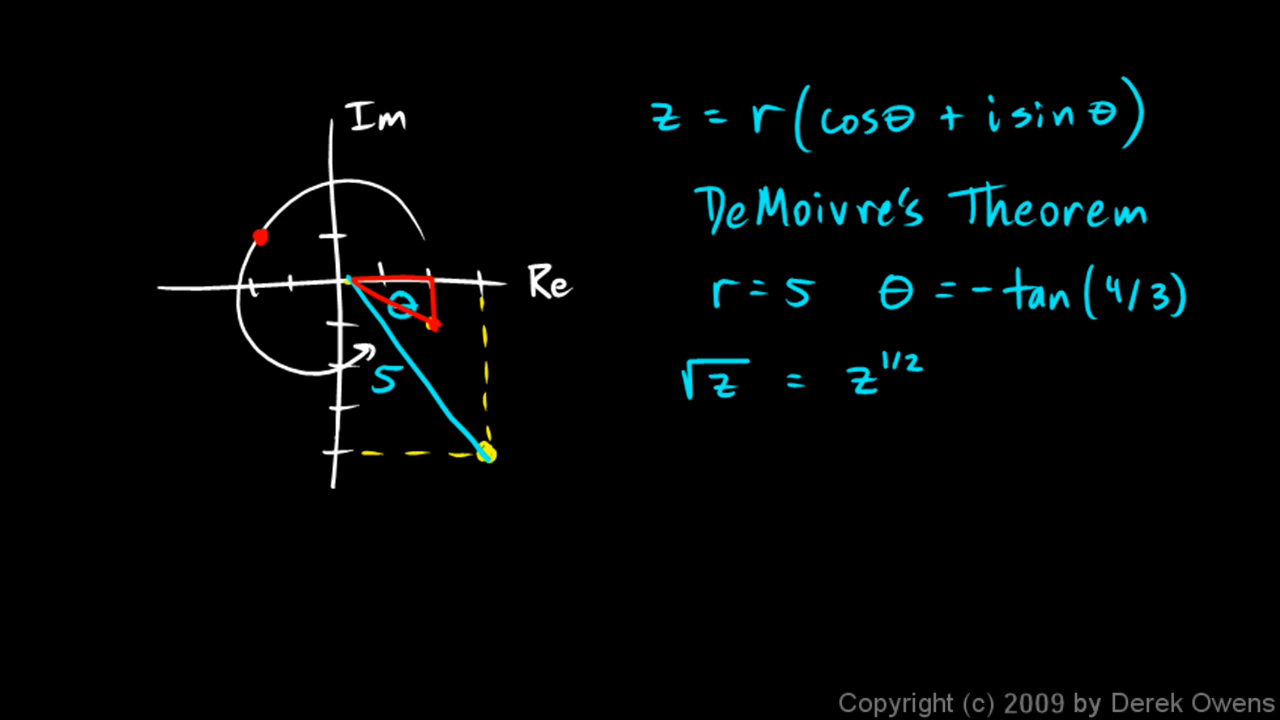 Im
z = r(cosθ + i sin θ)
DeMoivre's Theorem
Re
r = 5 θ = -tan(4/3)
θ
5
√z = z^1/2
Copyright (c) 2009 by Derek Owens